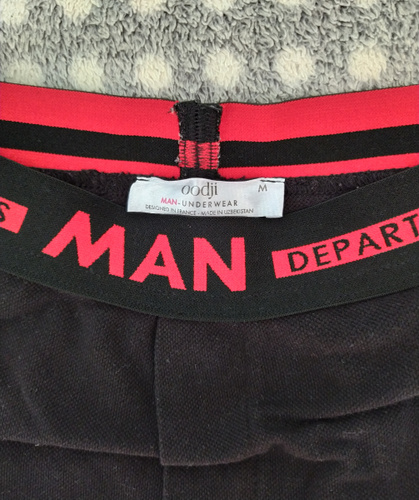 oodji M
MAN-UNDERWEAR
DESIGNED IN FRANCE - MADE IN UZBEKISTAN
S MAN DEPART